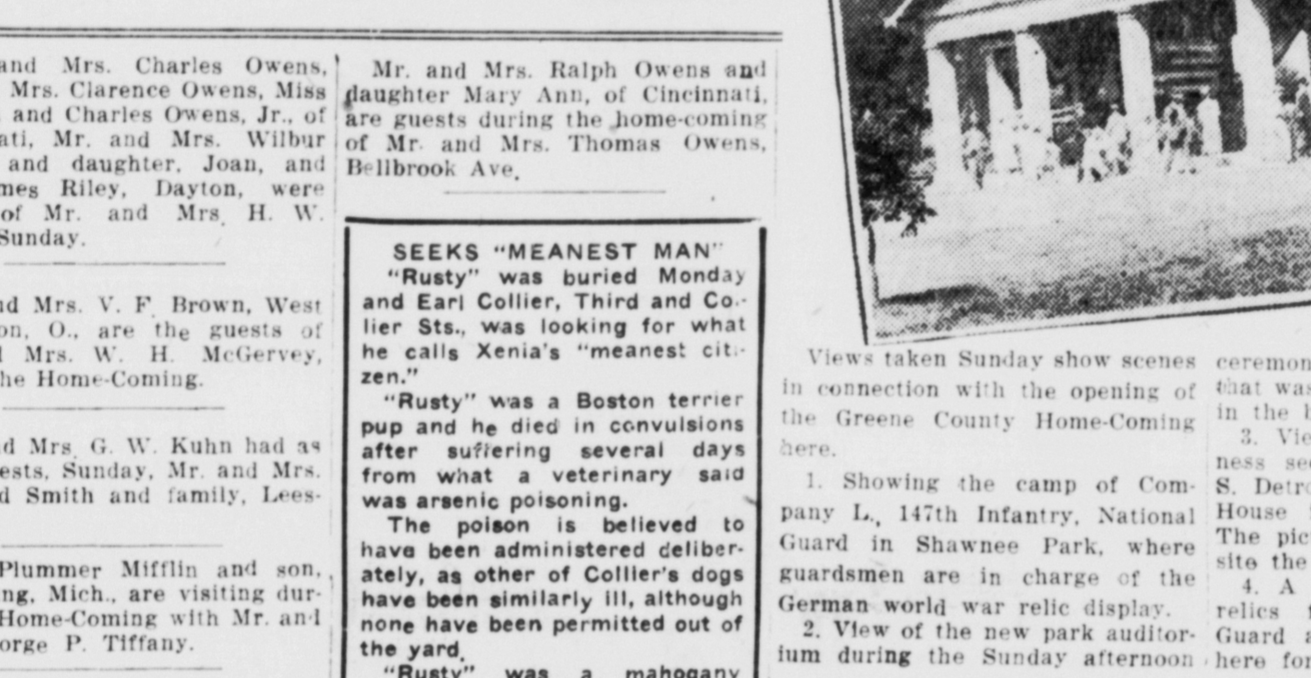 and Mrs. Charles Owens,
Mrs. Clarence Owens, Miss
and Charles Owens, Jr., of
ati, Mr. and Mrs. Wilbur
and daughter, Joan, and
mes Riley, Dayton, were
of Mr. and Mrs. H. W.
Sunday.
nd Mrs. V. F. Brown, West
on, O., are the guests of
Mrs. W. H. McGervey,
he Home-Coming.
d Mrs. G. W. Kuhn had as
ests, Sunday, Mr. and Mrs.
d Smith and family, Lees-
Plummer Mifflin and son,
ng, Mich., are visiting dur-
Home-Coming with Mr. and
orge P. Tiffany.
Mr. and Mrs. Ralph Owens and
daughter Mary Ann, of Cincinnati,
are guests during the home-coming
of Mr. and Mrs. Thomas Owens,
Bellbrook Ave.
SEEKS "MEANEST MAN"
"Rusty" was buried Monday
and Earl Collier, Third and Co-
lier Sts., was looking for what
he calls Xenia's "meanest citi-
zen."
"Rusty" was a Boston terrier
pup and he died in convulsions
after suffering several days
from what a veterinary said
was arsenic poisoning.
The poison is believed to
have been administered deliber-
ately, as other of Collier's dogs
have been similarly ill, although
none have been permitted out of
the yard.
"Rusty" was a mahogany
Views taken Sunday show scenes
in connection with the opening of
the Greene County Home-Coming
here.
1. Showing the camp of Com-
pany L., 147th Infantry, National
Guard in Shawnee Park, where
guardsmen are in charge of the
German world war relic display.
2. View of the new park auditor-
ium during the Sunday afternoon
ceremon
that wa
in the
3. Vie
ness se
S. Detr
House
The pic
site the
4. A
relics
Guard a
here for